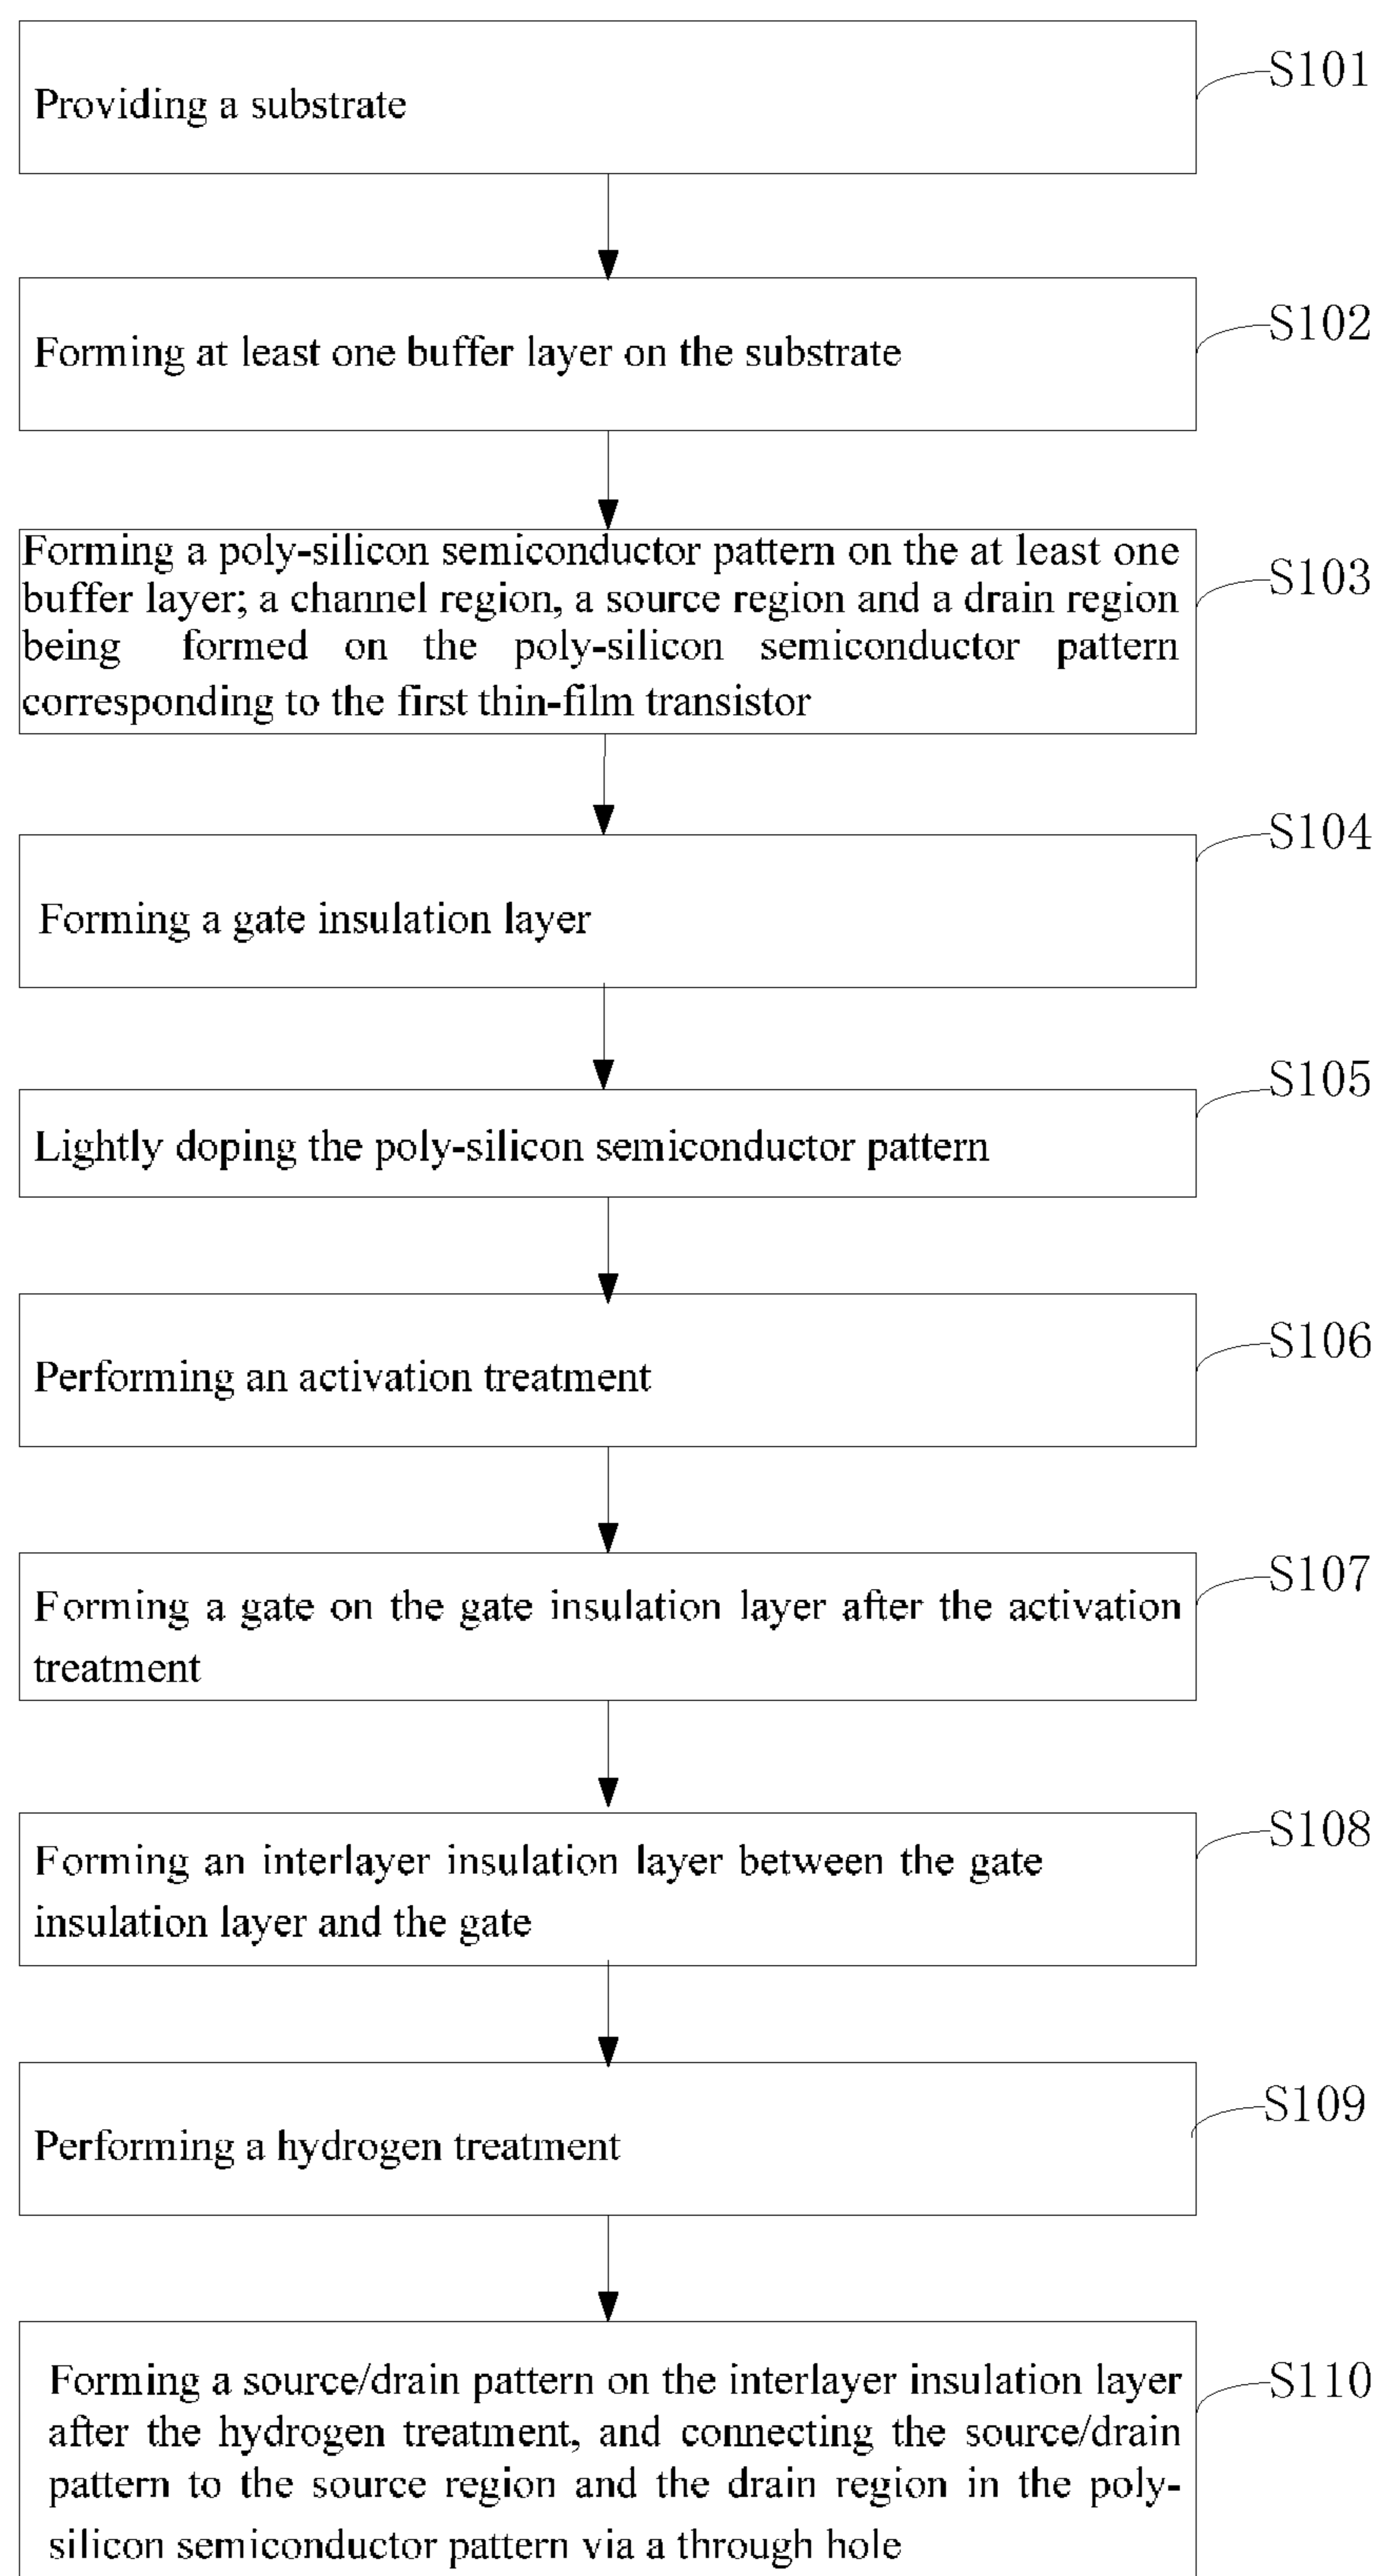 Providing a substrate
S101
Forming at least one buffer layer on the substrate
S102
Forming a poly-silicon semiconductor pattern on the at least one
buffer layer; a channel region, a source region and a drain region
being formed on the poly-silicon semiconductor pattern
corresponding to the first thin-film transistor
S103
Forming a gate insulation layer
S104
Lightly doping the poly-silicon semiconductor pattern
S105
Performing an activation treatment
S106
Forming a gate on the gate insulation layer after the activation
treatment
S107
Forming an interlayer insulation layer between the gate
insulation layer and the gate
S108
Performing a hydrogen treatment
S109
Forming a source/drain pattern on the interlayer insulation layer
after the hydrogen treatment, and connecting the source/drain
pattern to the source region and the drain region in the poly-
silicon semiconductor pattern via a through hole
S110